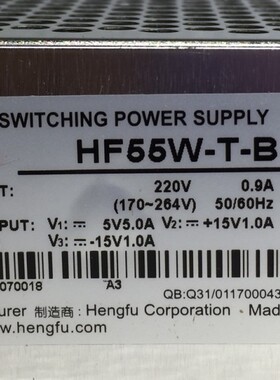 SWITCHING POWER SUPPLY
HF55W-T-B
T: 220V 0.9A
(170~264V) 50/60Hz
PUT: V₁: 5V5.0A V₂: +15V1.0A
V₃: -15V1.0A
070018 A3 QB:Q31/011700043
urer 制造商: Hengfu Corporation Mad
www.hengfu.com